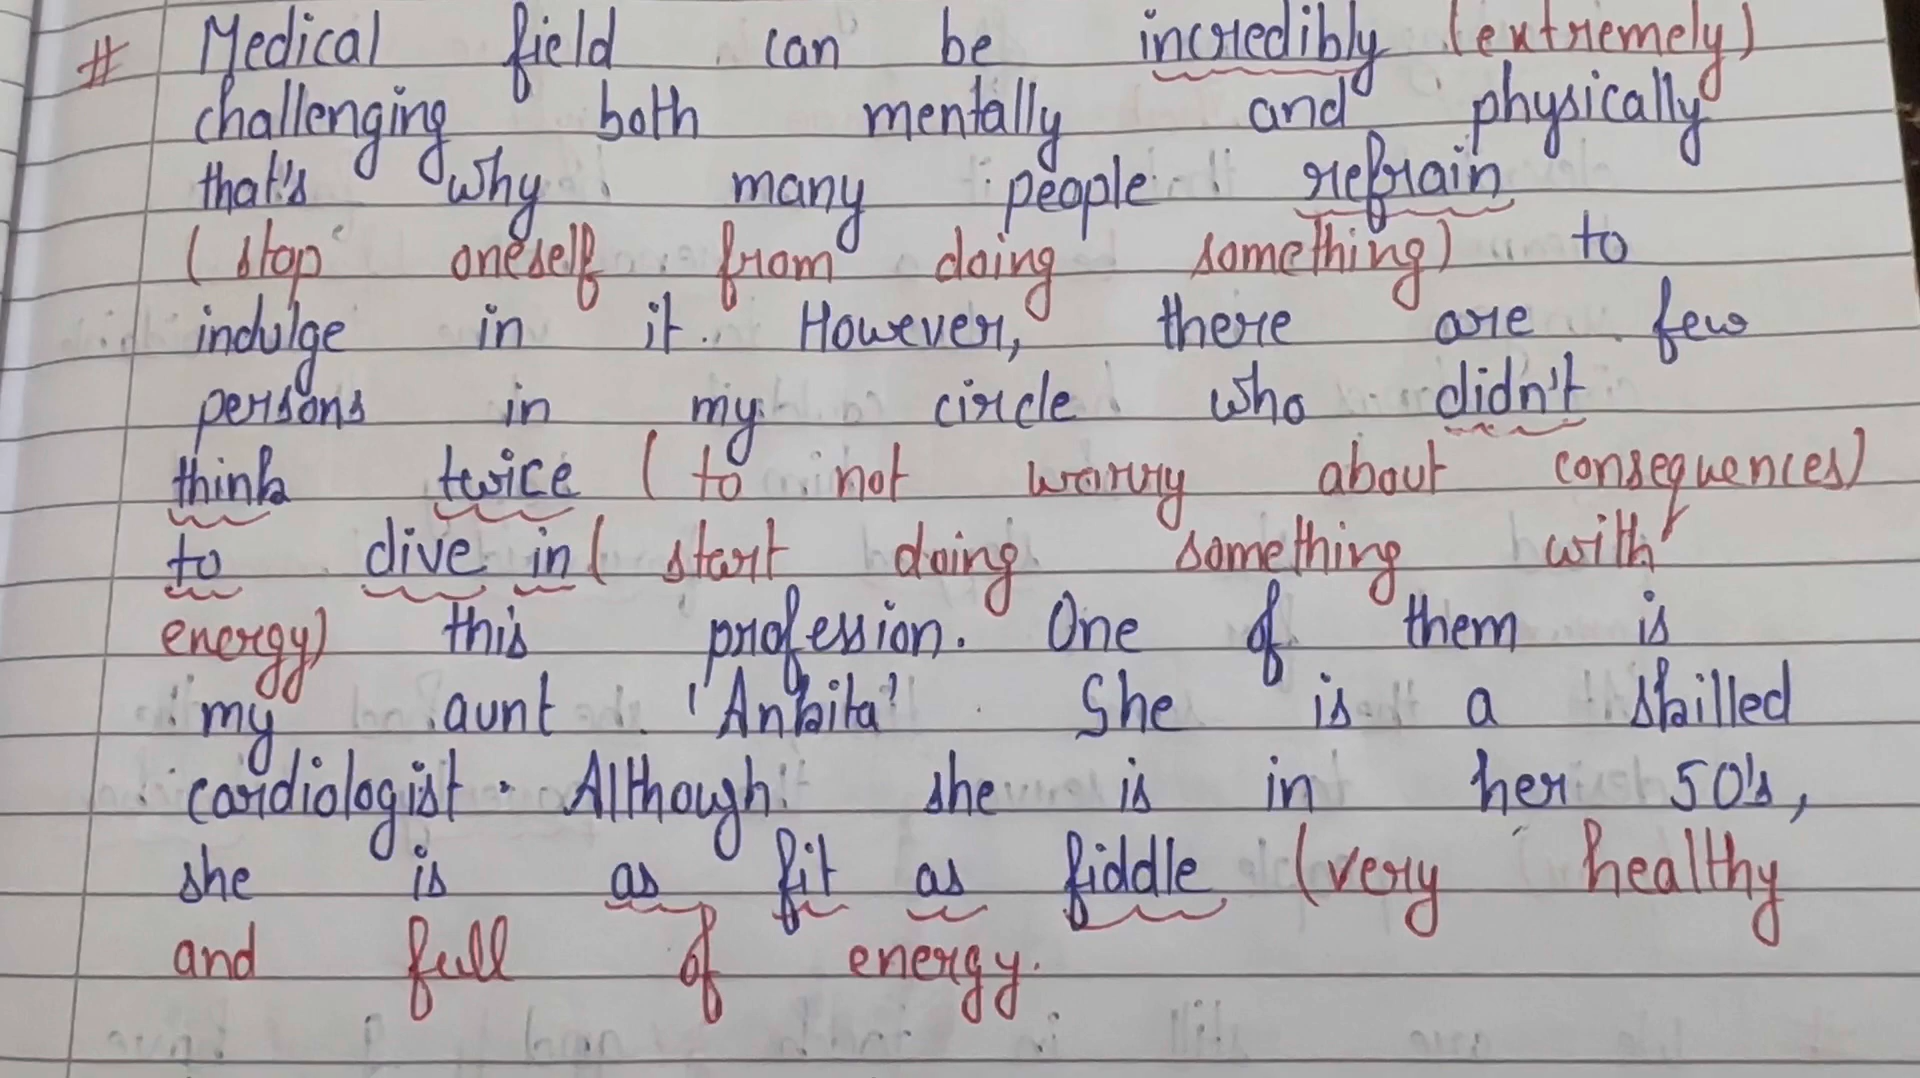 # Medical field can be incredibly (extremely)
challenging both mentally and physically
that's why many people refrain
(stop oneself from doing something) to
indulge in it. However, there are few
persons in my circle who didn't
think twice (to not worry about consequences)
to dive in (start doing something with
energy) this profession. One of them is
my aunt 'Ankita' She is a skilled
cardiologist. Although she is in her 50's,
she is as fit as fiddle (very healthy
and full of energy.